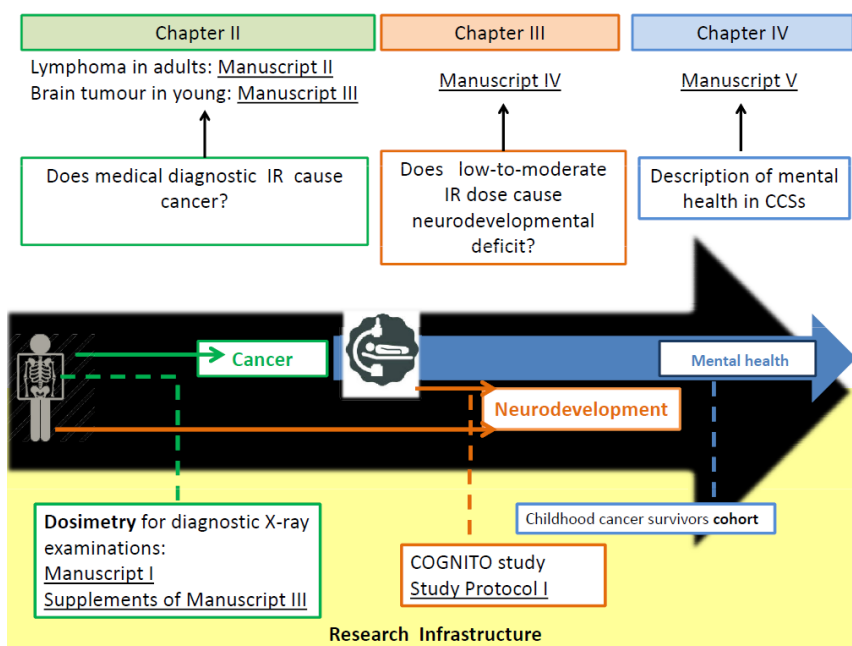 Chapter II
Chapter III
Chapter IV
Lymphoma in adults: Manuscript II
Brain tumour in young: Manuscript III
Manuscript IV
Manuscript V
Does medical diagnostic IR cause
cancer?
Does low-to-moderate
IR dose cause
neurodevelopmental
deficit?
Description of mental
health in CCSs
Cancer
Mental health
Neurodevelopment
Dosimetry for diagnostic X-ray
examinations:
Manuscript I
Supplements of Manuscript III
COGNITO study
Study Protocol I
Childhood cancer survivors cohort
Research Infrastructure